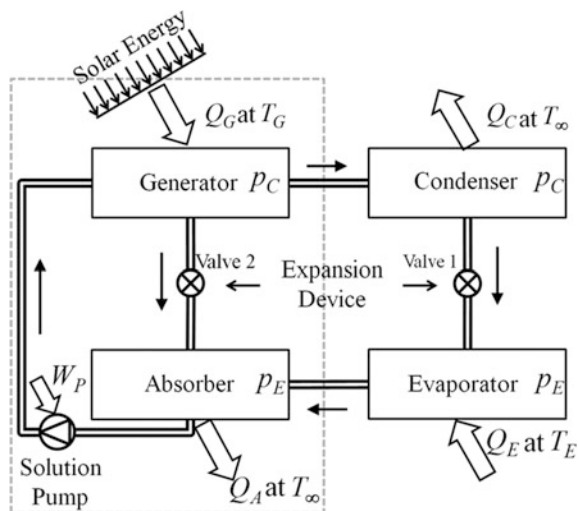 Solar Energy
Q_G at T_G
Q_C at T_∞
Generator p_C
Condenser p_C
Valve 2
Expansion
Device
Valve 1
W_P
Absorber p_E
Evaporator p_E
Solution
Pump
Q_A at T_∞
Q_E at T_E